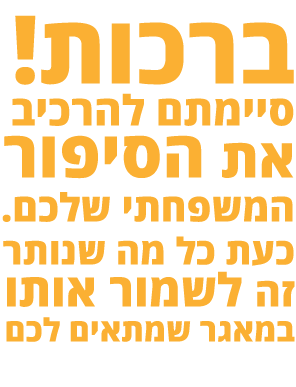 ברכות!
סיימתם להרכיב
את הסיפור
המשפחתי שלכם.
כעת כל מה שנותר
זה לשמור אותו
במאגר שמתאים לכם